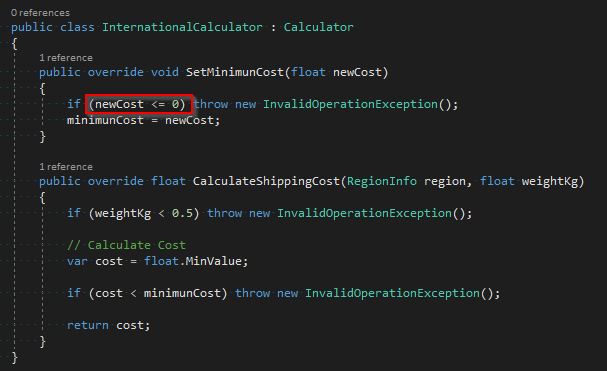 0 references
public class InternationalCalculator : Calculator
{
1 reference
public override void SetMinimunCost(float newCost)
{
if (newCost <= 0) throw new InvalidOperationException();
minimunCost = newCost;
}
1 reference
public override float CalculateShippingCost(RegionInfo region, float weightKg)
{
if (weightKg < 0.5) throw new InvalidOperationException();
// Calculate Cost
var cost = float.MinValue;
if (cost < minimunCost) throw new InvalidOperationException();
return cost;
}
}